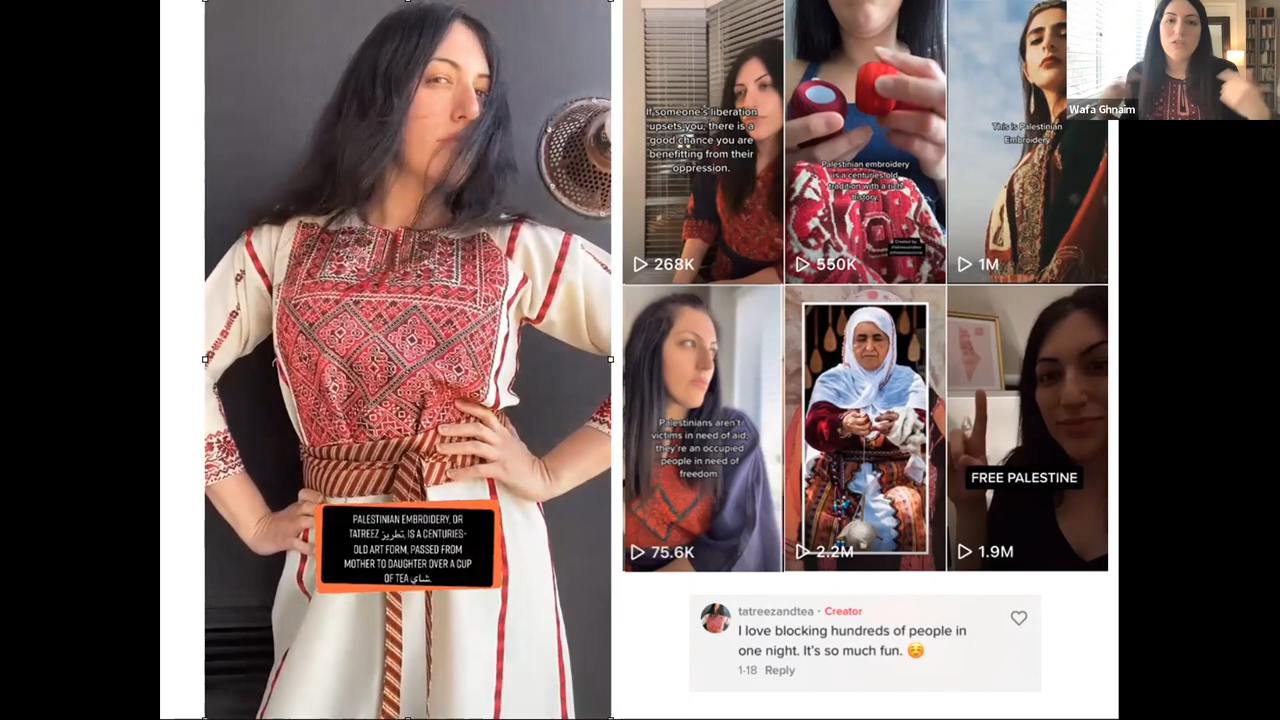 PALESTINIAN EMBROIDERY, OR
TATREEZ تطريز, IS A CENTURIES-
OLD ART FORM, PASSED FROM
MOTHER TO DAUGHTER OVER A CUP
OF TEA شاي.
If someone's liberation
upsets you, there is a
good chance you are
benefitting from their
oppression.
268K
Palestinian embroidery
is a centuries old
tradition with a rich
history.
Created by:
550K
This is Palestinian
Embroidery
1M
Wafa Ghnaim
Palestinians aren't
victims in need of aid,
they're an occupied
people in need of
freedom.
75.6K
2.2M
FREE PALESTINE
1.9M
tatreezandtea · Creator
I love blocking hundreds of people in
one night. It's so much fun. ☺️
1-18 Reply